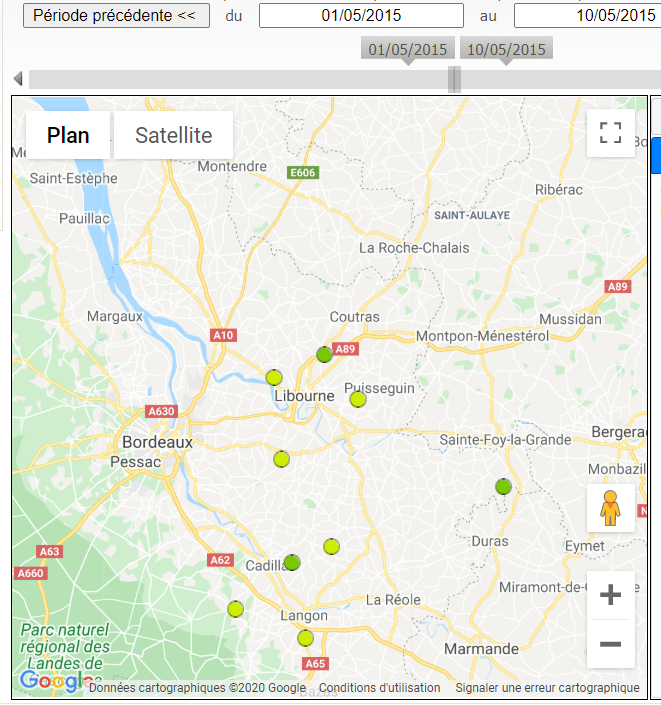 Période précédente <<
du
01/05/2015
au
10/05/2015
01/05/2015
10/05/2015
Plan
Satellite
Montendre
E606
Saint-Estèphe
Ribérac
Pauillac
SAINT-AULAYE
La Roche-Chalais
A89
Margaux
Coutras
Mussidan
A10
Montpon-Ménestérol
A89
Puisseguin
Libourne
A630
Bordeaux
Sainte-Foy-la-Grande
Bergera
Pessac
Monbazil
Duras
Eymet
A63
A62
Cadilla
A660
Miramont-de-G
La Réole
Langon
Parc naturel
régional des
Landes de
Marmande
A65
Google
Bazas
Données cartographiques ©2020 Google
Conditions d'utilisation
Signaler une erreur cartographique